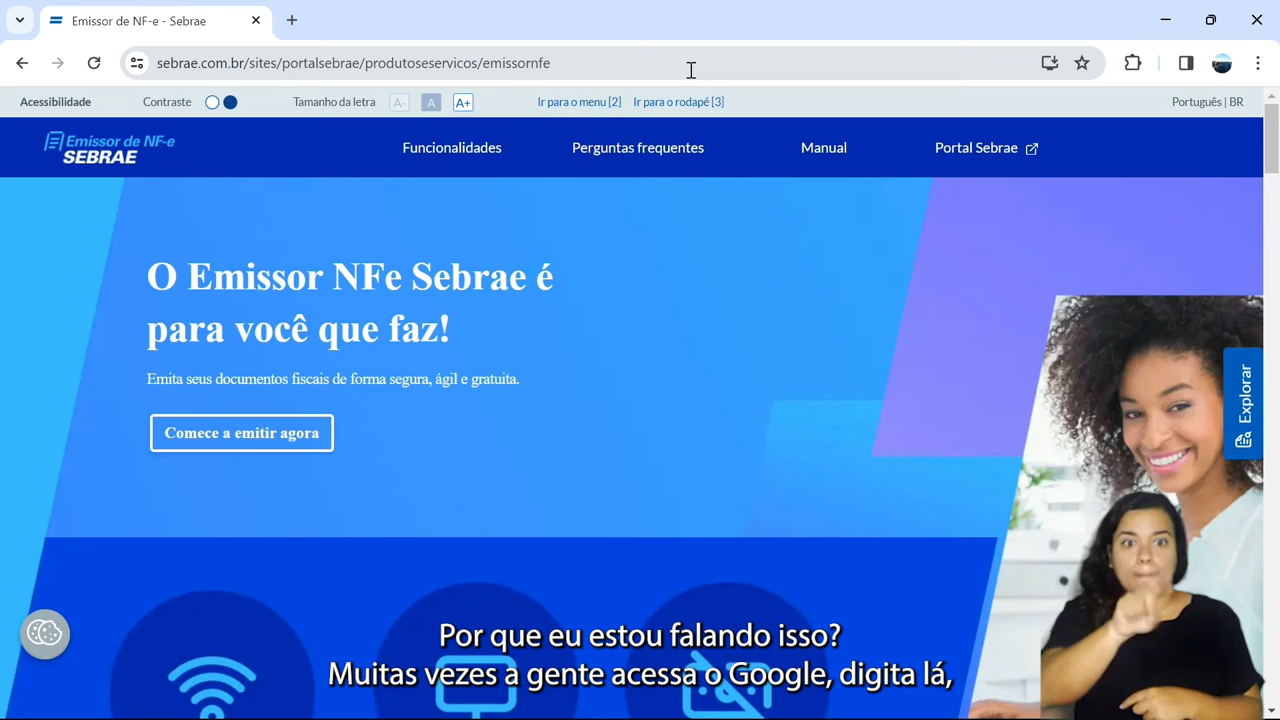 Emissor de NF-e - Sebrae
sebrae.com.br/sites/portalsebrae/produtoseservicos/emissornfe
Acessibilidade Contraste Tamanho da letra A- A A+ Ir para o menu [2] Ir para o rodapé [3] Português | BR
Emissor de NF-e
SEBRAE
Funcionalidades Perguntas frequentes Manual Portal Sebrae
O Emissor NFe Sebrae é
para você que faz!
Emita seus documentos fiscais de forma segura, ágil e gratuita.
Comece a emitir agora
Explorar
Por que eu estou falando isso?
Muitas vezes a gente acessa o Google, digita lá,